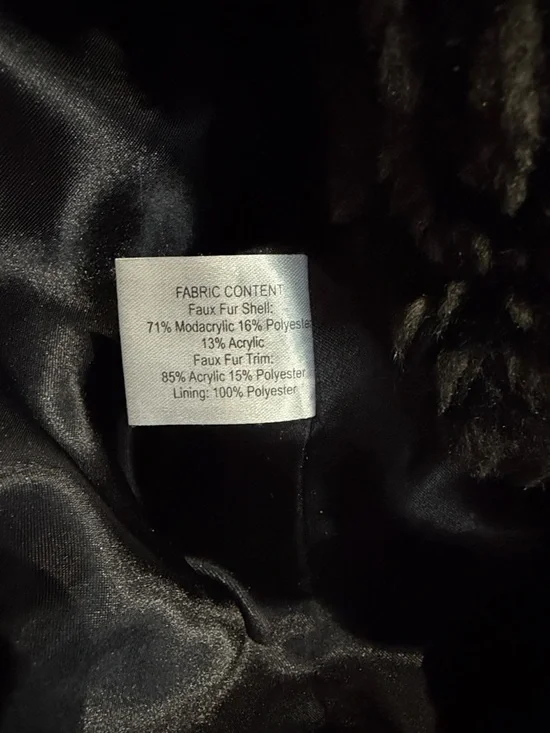 FABRIC CONTENT
Faux Fur Shell:
71% Modacrylic 16% Polyester
13% Acrylic
Faux Fur Trim:
85% Acrylic 15% Polyester
Lining: 100% Polyester